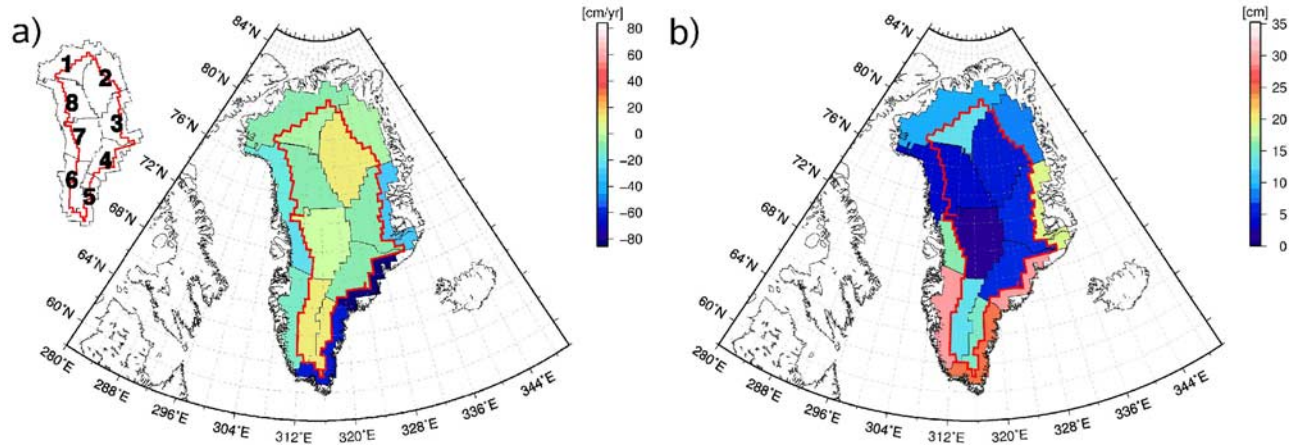 a)
1
2
8
3
7
4
6
5
84˚N
80˚N
76˚N
72˚N
68˚N
64˚N
60˚N
280˚E
288˚E
296˚E
304˚E
312˚E
320˚E
328˚E
336˚E
344˚E
[cm/yr]
80
60
40
20
0
−20
−40
−60
−80
b)
84˚N
80˚N
76˚N
72˚N
68˚N
64˚N
60˚N
280˚E
288˚E
296˚E
304˚E
312˚E
320˚E
328˚E
336˚E
344˚E
[cm]
35
30
25
20
15
10
5
0